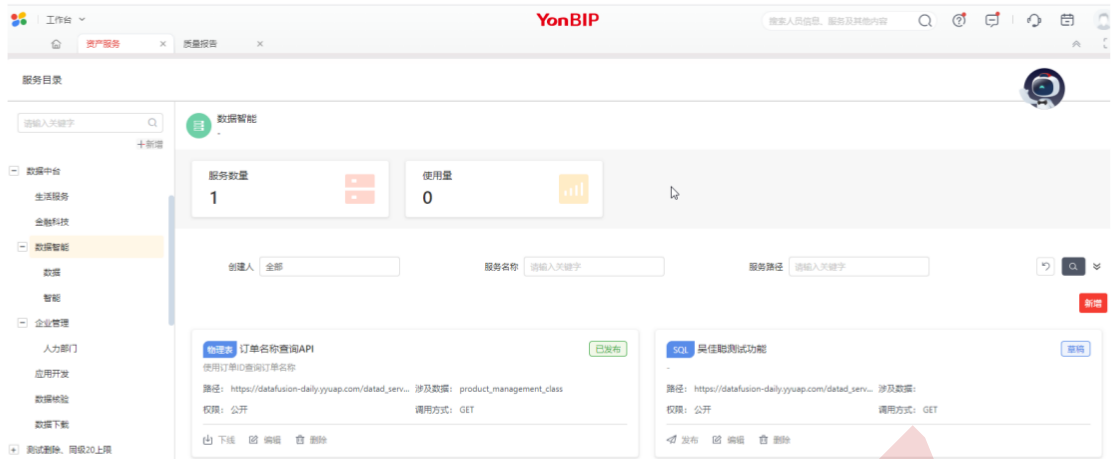 工作台
YonBIP
搜索人员信息、服务及其他内容
资产服务
质量报告
服务目录
请输入关键字
+新增
数据智能
-
数据中台
生活服务
金融科技
数据智能
数据
智能
企业管理
人力部门
应用开发
数据核验
数据下载
测试删除、同级20上限
服务数量
1
使用量
0
创建人 全部
服务名称 请输入关键字
服务路径 请输入关键字
新增
物理表 订单名称查询API 已发布
使用订单ID查询订单名称
路径: https://datafusion-daily.yyuap.com/datad_serv... 涉及数据: product_management_class
权限: 公开 调用方式: GET
下线 编辑 删除
SQL 吴佳聪测试功能 草稿
-
路径: https://datafusion-daily.yyuap.com/datad_serv... 涉及数据:
权限: 公开 调用方式: GET
发布 编辑 删除